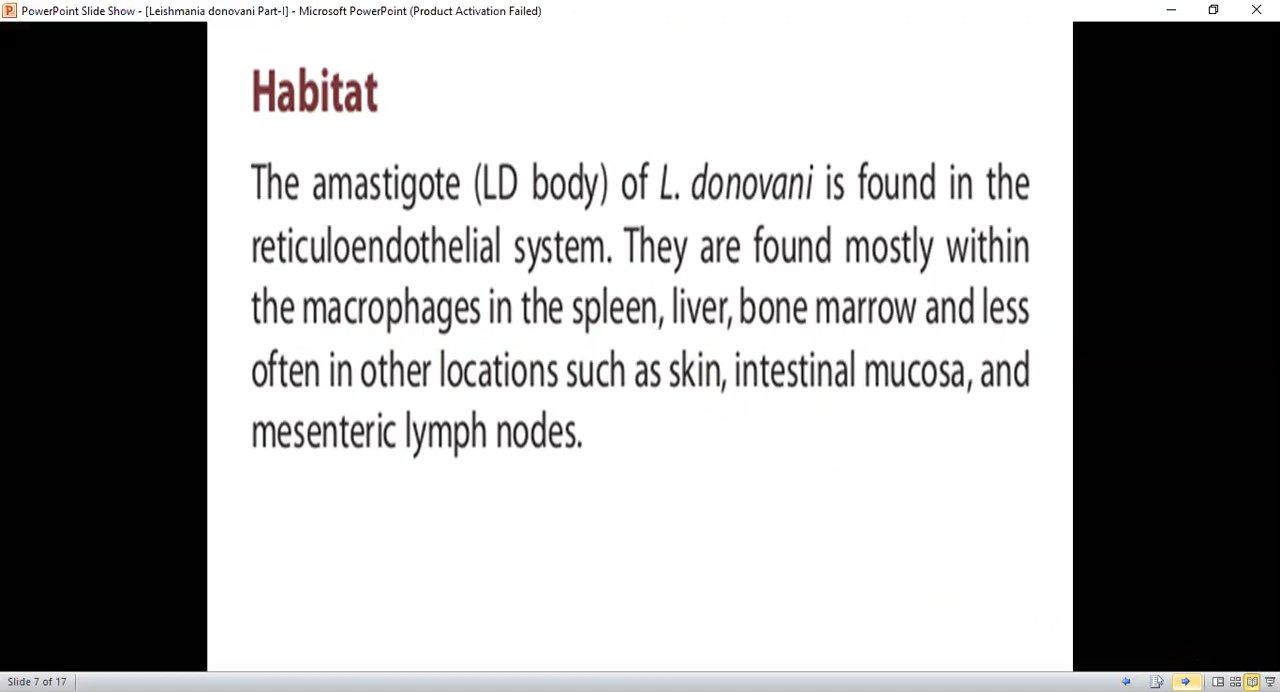 PowerPoint Slide Show - [Leishmania donovani Part-I] - Microsoft PowerPoint (Product Activation Failed)
Habitat
The amastigote (LD body) of L. donovani is found in the
reticuloendothelial system. They are found mostly within
the macrophages in the spleen, liver, bone marrow and less
often in other locations such as skin, intestinal mucosa, and
mesenteric lymph nodes.
Slide 7 of 17